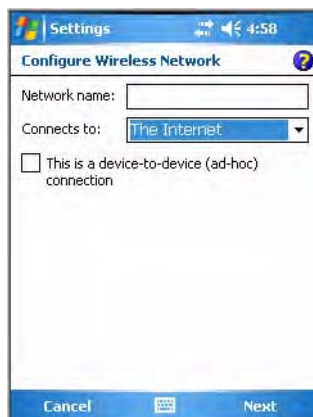 Settings 4:58
Configure Wireless Network
Network name:
Connects to: The Internet
This is a device-to-device (ad-hoc)
connection
Cancel Next